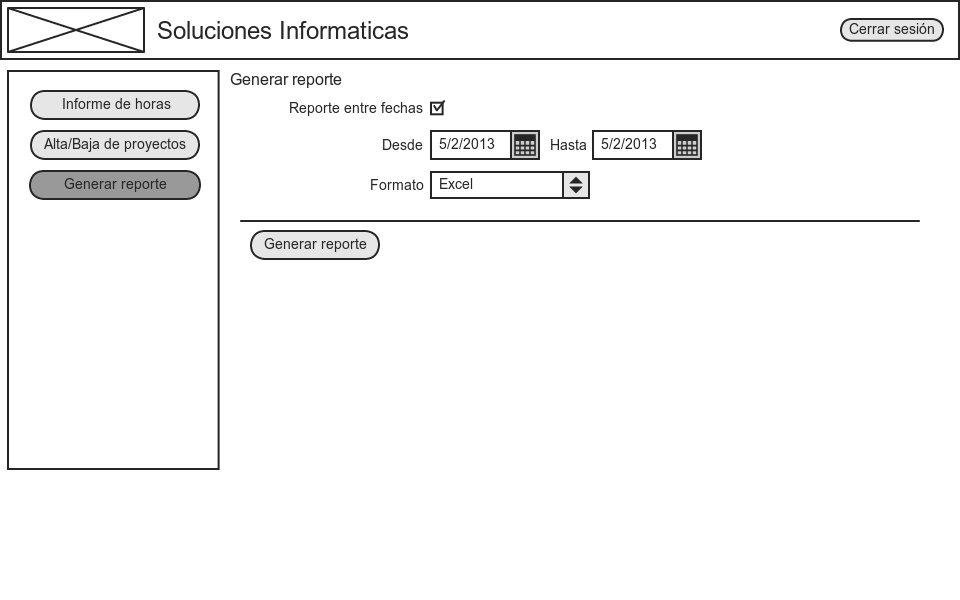 Soluciones Informaticas
Cerrar sesión
Informe de horas
Alta/Baja de proyectos
Generar reporte
Generar reporte
Reporte entre fechas
Desde 5/2/2013 Hasta 5/2/2013
Formato Excel
Generar reporte